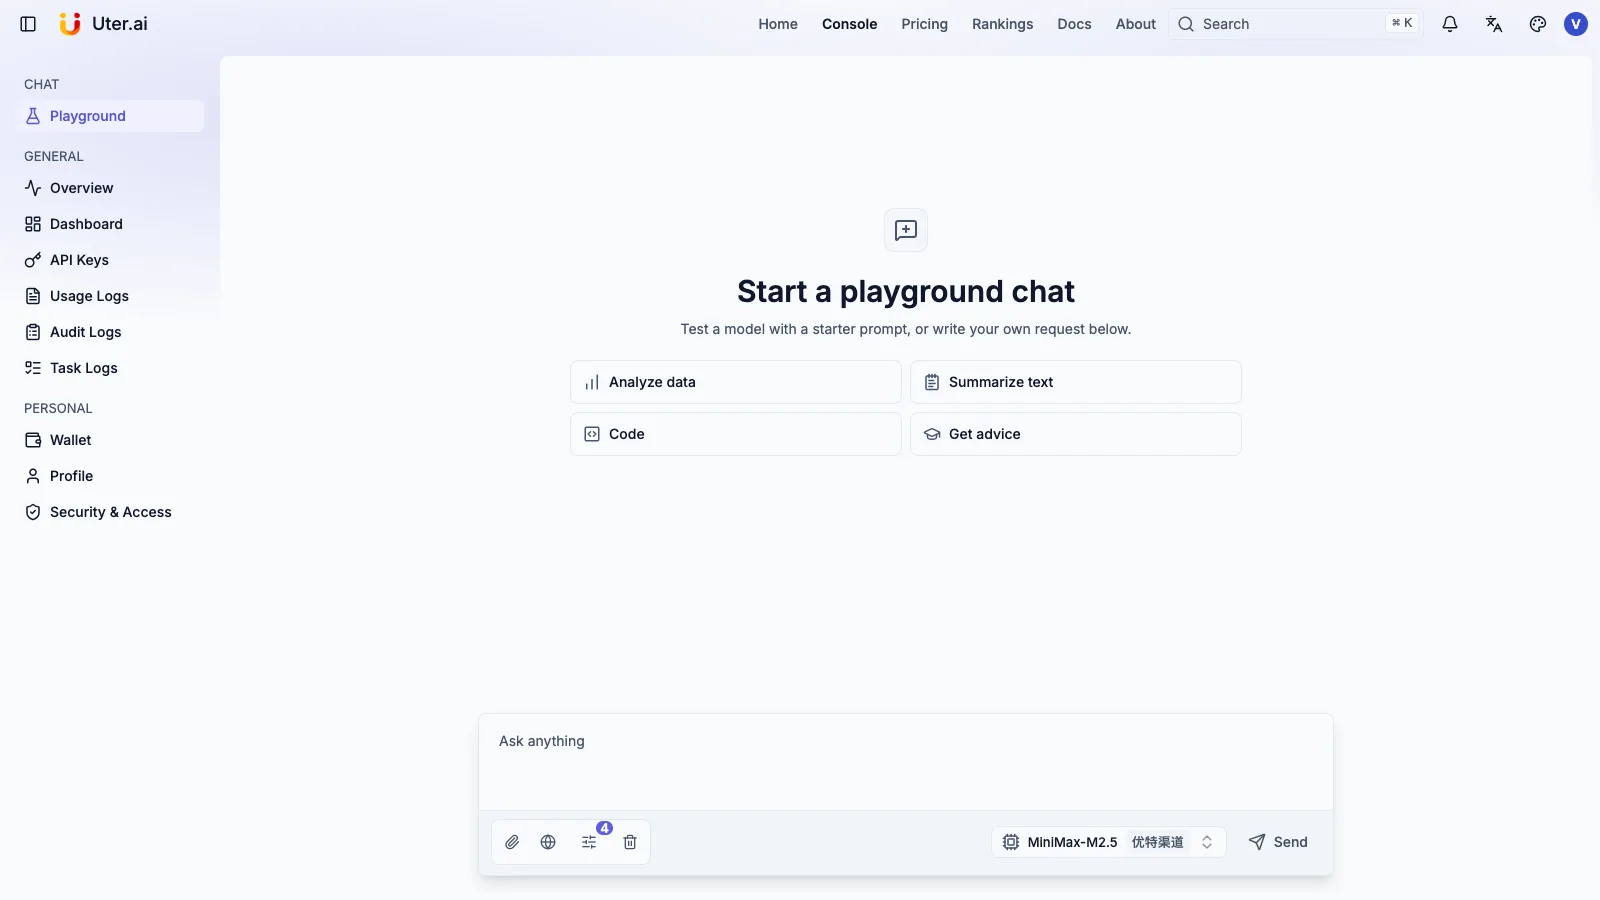 Uter.ai
Home
Console
Pricing
Rankings
Docs
About
Search
⌘ K
V
CHAT
Playground
GENERAL
Overview
Dashboard
API Keys
Usage Logs
Audit Logs
Task Logs
PERSONAL
Wallet
Profile
Security & Access
Start a playground chat
Test a model with a starter prompt, or write your own request below.
Analyze data
Summarize text
Code
Get advice
Ask anything
4
MiniMax-M2.5 优特渠道
Send